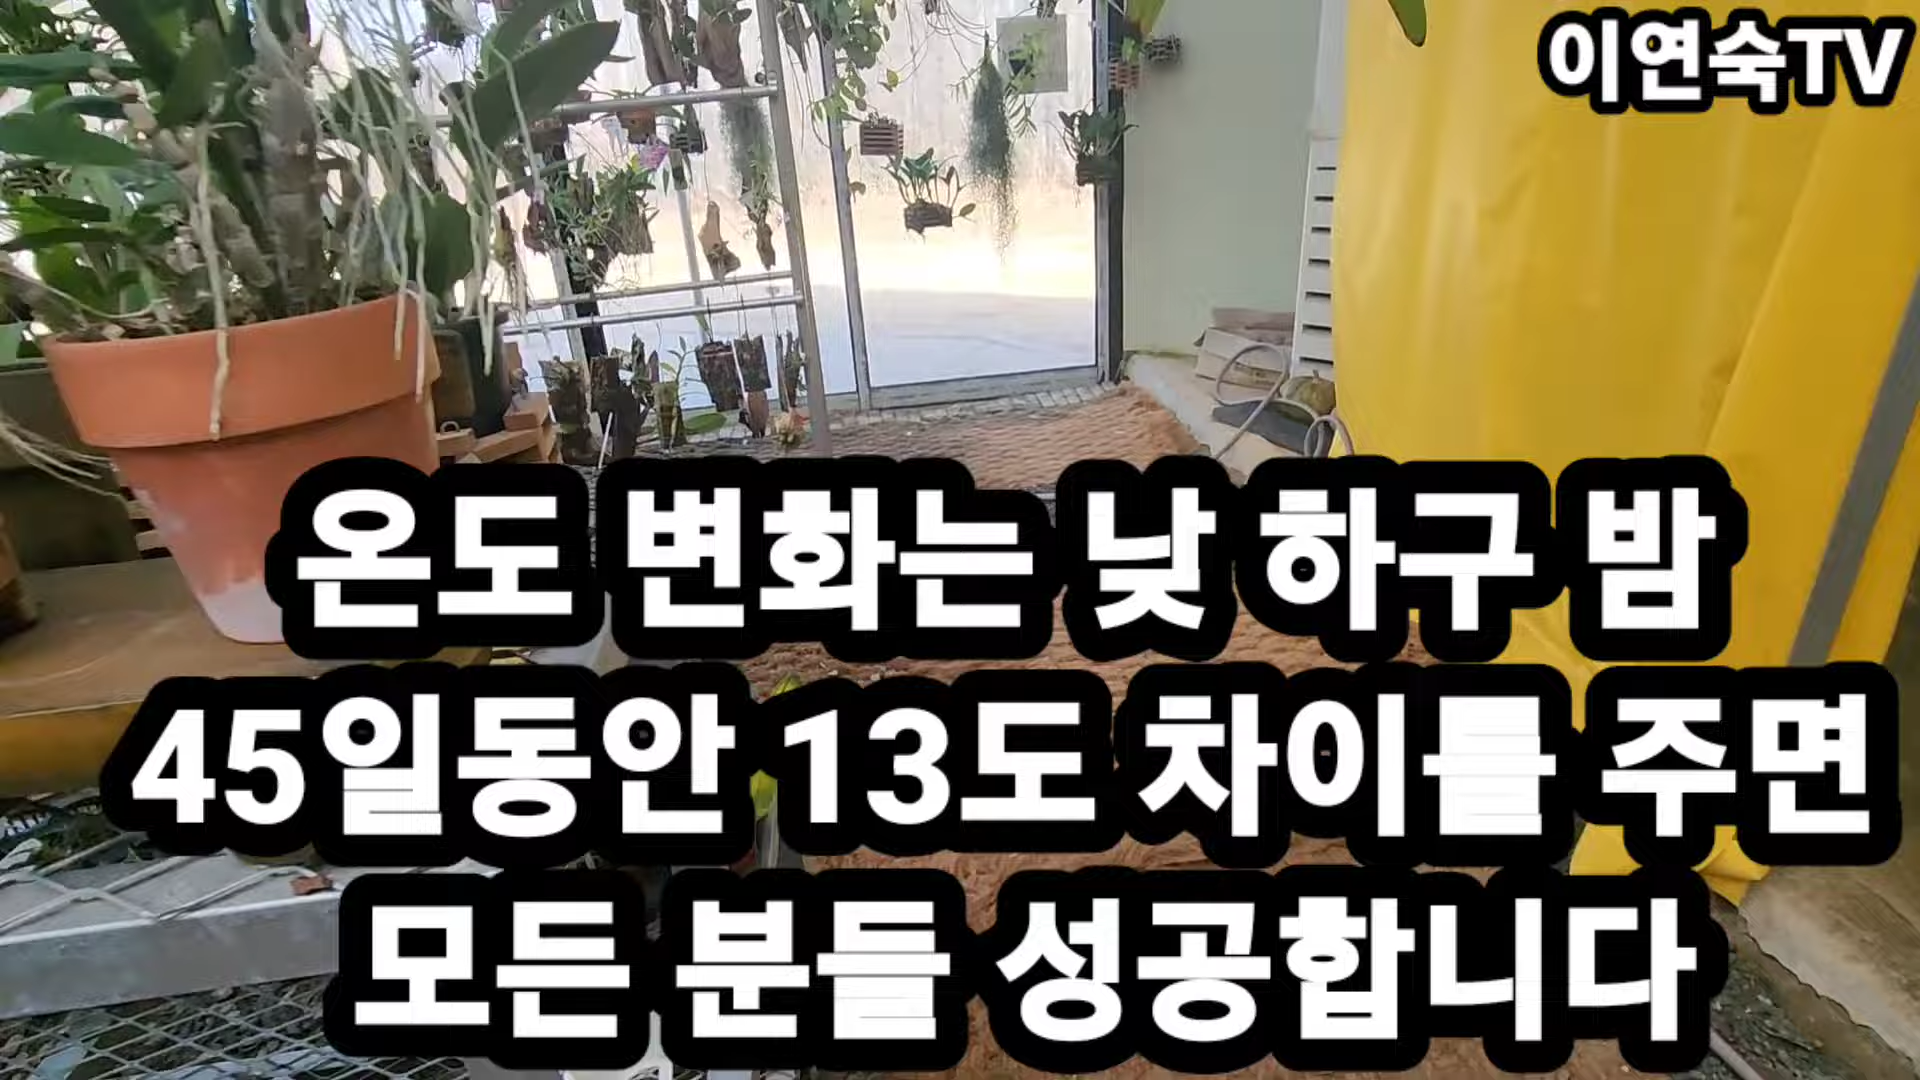 이연숙TV
온도 변화는 낮 하구 밤
45일동안 13도 차이를 주면
모든 분들 성공합니다